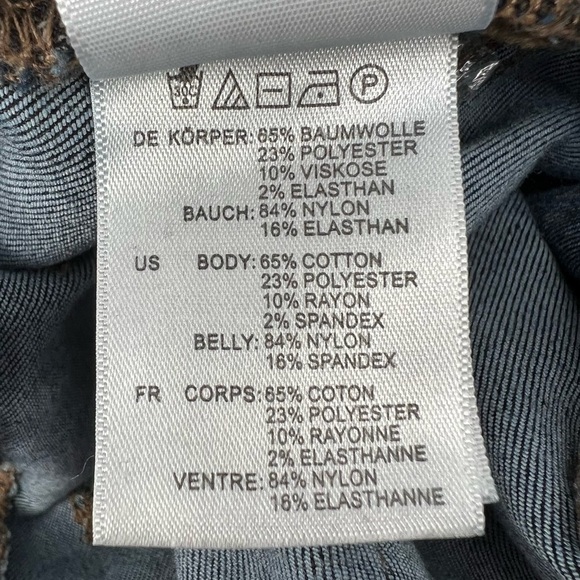 30C
P
DE KÖRPER: 65% BAUMWOLLE
23% POLYESTER
10% VISKOSE
2% ELASTHAN
BAUCH: 84% NYLON
16% ELASTHAN
US BODY: 65% COTTON
23% POLYESTER
10% RAYON
2% SPANDEX
BELLY: 84% NYLON
16% SPANDEX
FR CORPS: 65% COTON
23% POLYESTER
10% RAYONNE
2% ELASTHANNE
VENTRE: 84% NYLON
16% ELASTHANNE